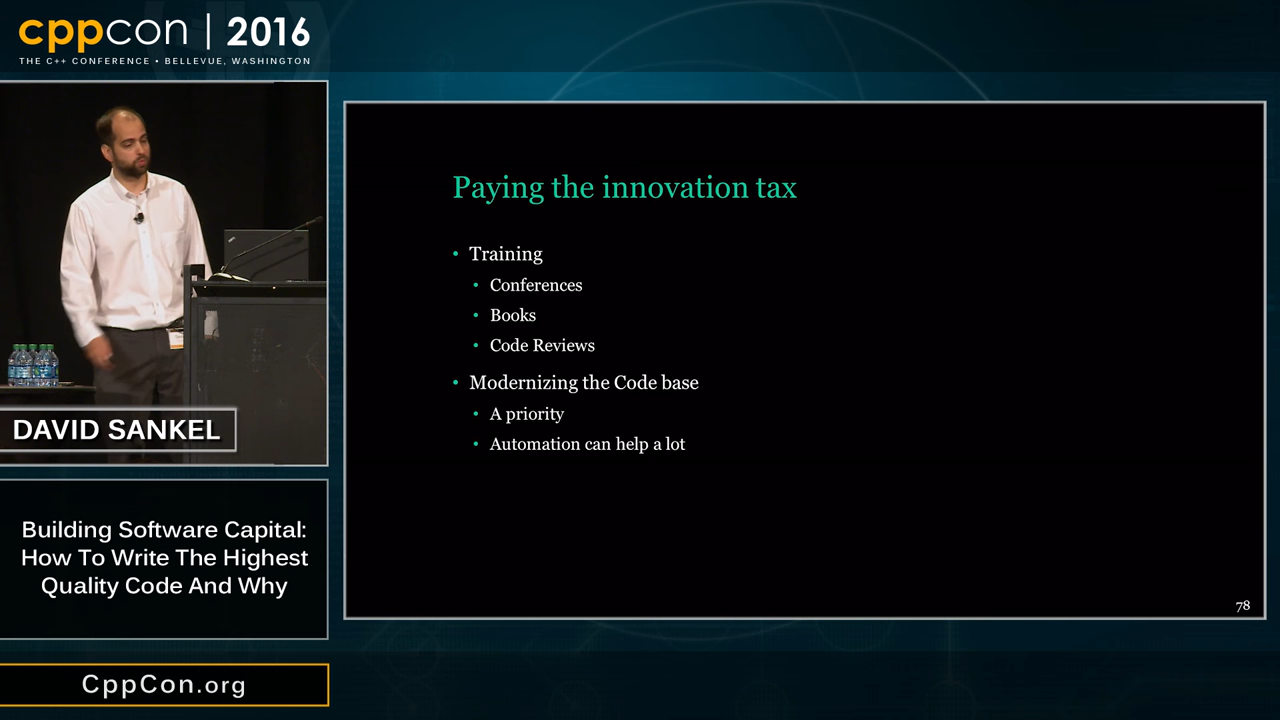 cppcon | 2016
THE C++ CONFERENCE • BELLEVUE, WASHINGTON
DAVID SANKEL
Building Software Capital:
How To Write The Highest
Quality Code And Why
CppCon.org
Paying the innovation tax
• Training
• Conferences
• Books
• Code Reviews
• Modernizing the Code base
• A priority
• Automation can help a lot
78